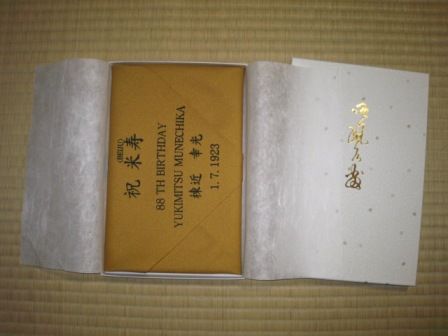 (BEIJU)
祝 米寿
88 TH BIRTHDAY
YUKIMITSU MUNECHIKA
棟近 幸光
1.7.1923